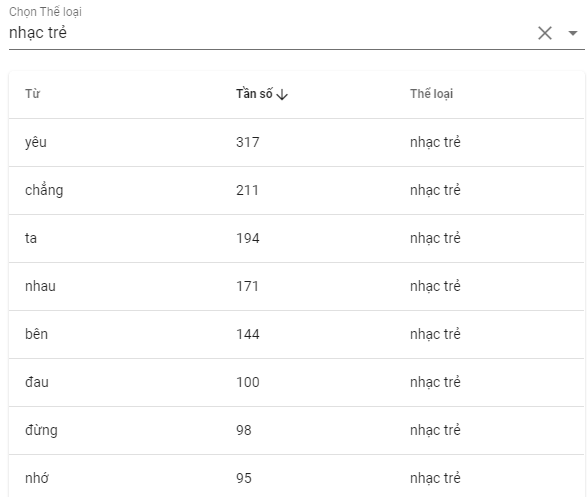 Chọn Thể loại
nhạc trẻ
Từ Tần số Thể loại
yêu 317 nhạc trẻ
chẳng 211 nhạc trẻ
ta 194 nhạc trẻ
nhau 171 nhạc trẻ
bên 144 nhạc trẻ
đau 100 nhạc trẻ
đừng 98 nhạc trẻ
nhớ 95 nhạc trẻ